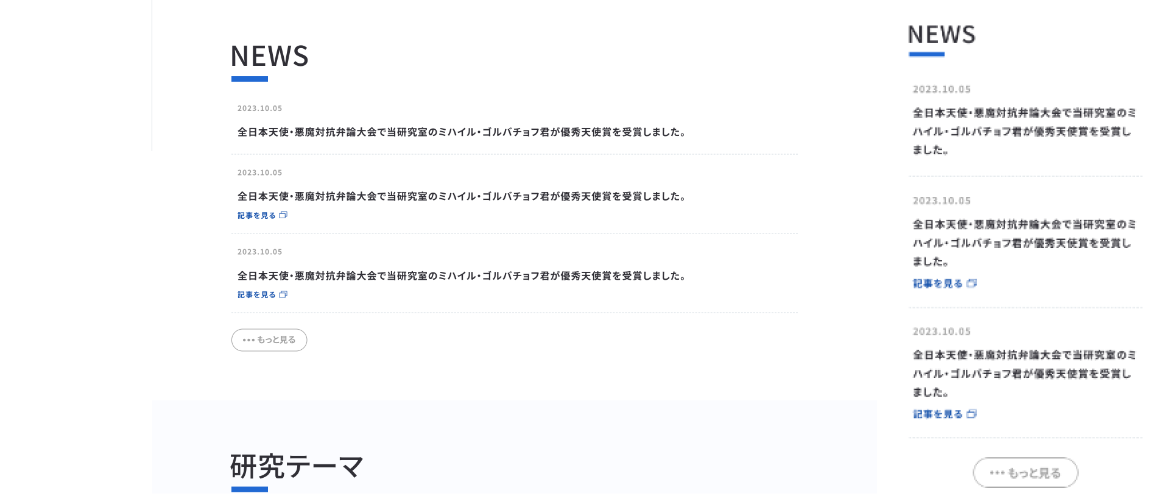 NEWS
2023.10.05
全日本天使・悪魔対抗弁論大会で当研究室のミハイル・ゴルバチョフ君が優秀天使賞を受賞しました。
2023.10.05
全日本天使・悪魔対抗弁論大会で当研究室のミハイル・ゴルバチョフ君が優秀天使賞を受賞しました。
記事を見る
2023.10.05
全日本天使・悪魔対抗弁論大会で当研究室のミハイル・ゴルバチョフ君が優秀天使賞を受賞しました。
記事を見る
•••もっと見る
研究テーマ
NEWS
2023.10.05
全日本天使・悪魔対抗弁論大会で当研究室のミ
ハイル・ゴルバチョフ君が優秀天使賞を受賞し
ました。
2023.10.05
全日本天使・悪魔対抗弁論大会で当研究室のミ
ハイル・ゴルバチョフ君が優秀天使賞を受賞し
ました。
記事を見る
2023.10.05
全日本天使・悪魔対抗弁論大会で当研究室のミ
ハイル・ゴルバチョフ君が優秀天使賞を受賞し
ました。
記事を見る
•••もっと見る